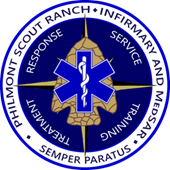 • PHILMONT SCOUT RANCH • INFIRMARY AND MEDSAR
SEMPER PARATUS
RESPONSE
SERVICE
TREATMENT
TRAINING